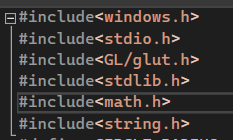 #include<windows.h>
#include<stdio.h>
#include<GL/glut.h>
#include<stdlib.h>
#include<math.h>
#include<string.h>